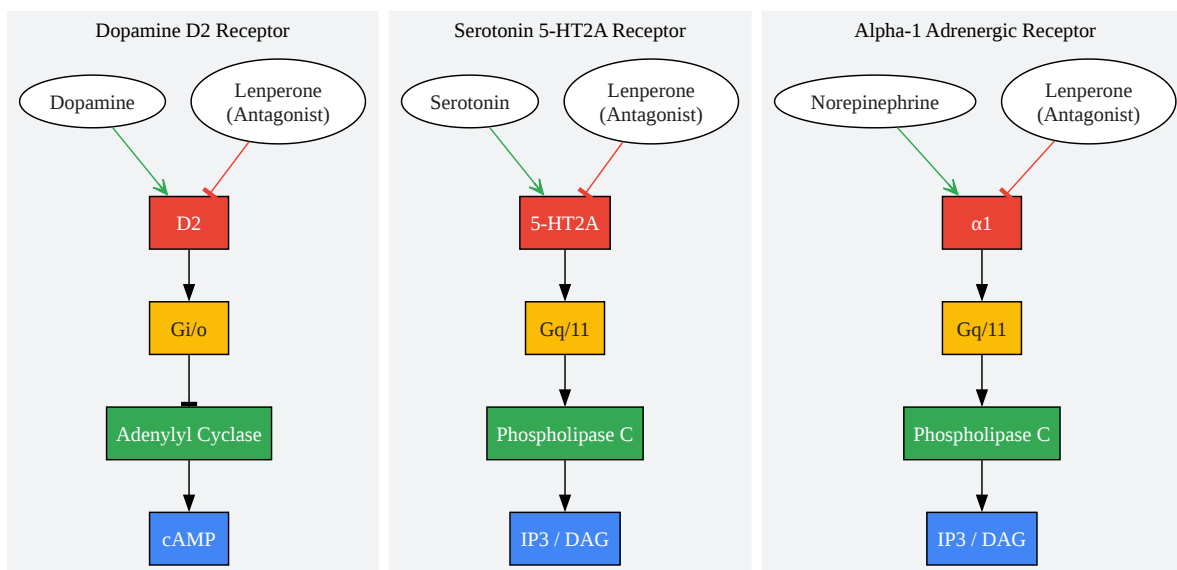 Dopamine D2 Receptor
Dopamine
Lenperone
(Antagonist)
D2
Gi/o
Adenylyl Cyclase
cAMP
Serotonin 5-HT2A Receptor
Serotonin
Lenperone
(Antagonist)
5-HT2A
Gq/11
Phospholipase C
IP3 / DAG
Alpha-1 Adrenergic Receptor
Norepinephrine
Lenperone
(Antagonist)
α1
Gq/11
Phospholipase C
IP3 / DAG